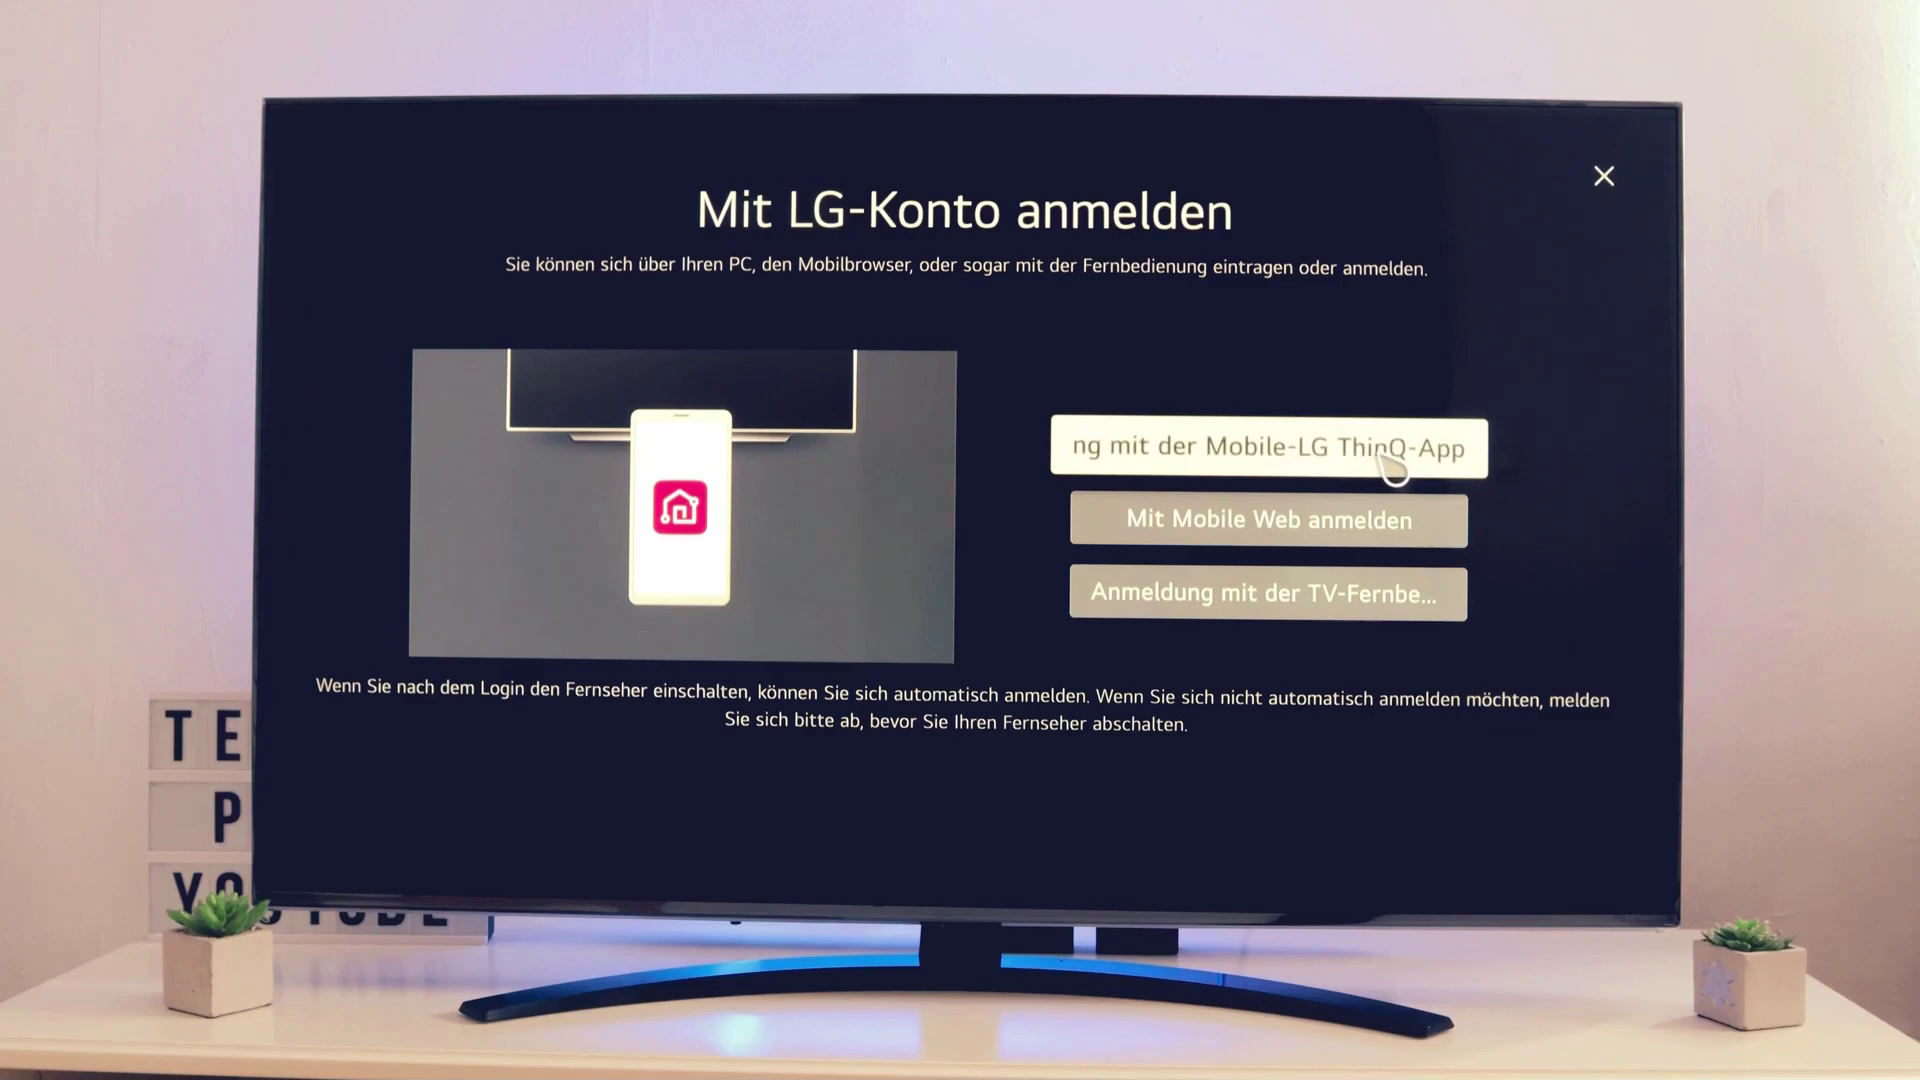 Mit LG-Konto anmelden
Sie können sich über Ihren PC, den Mobilbrowser, oder sogar mit der Fernbedienung eintragen oder anmelden.
ng mit der Mobile-LG ThinQ-App
Mit Mobile Web anmelden
Anmeldung mit der TV-Fernbe...
Wenn Sie nach dem Login den Fernseher einschalten, können Sie sich automatisch anmelden. Wenn Sie sich nicht automatisch anmelden möchten, melden
Sie sich bitte ab, bevor Sie Ihren Fernseher abschalten.
TE
P
YOUTUBE